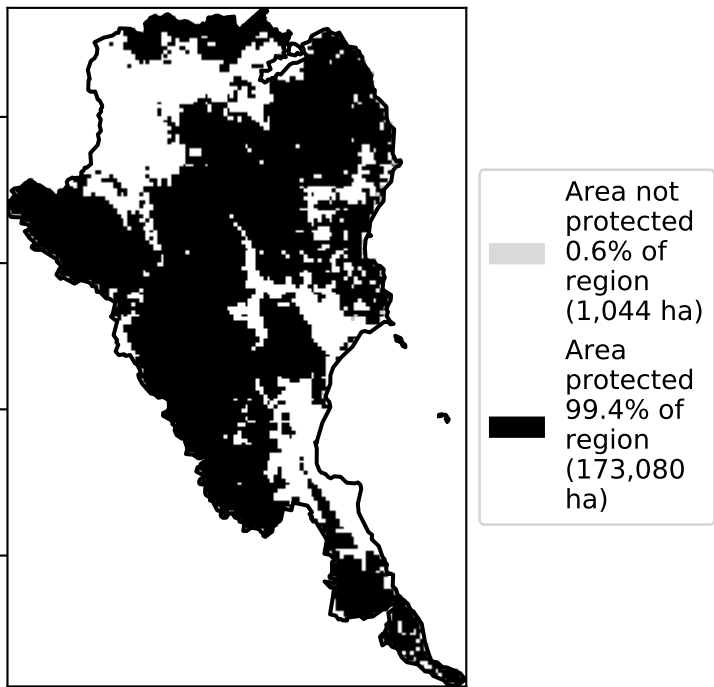 Area not
protected
0.6% of
region
(1,044 ha)
Area
protected
99.4% of
region
(173,080
ha)